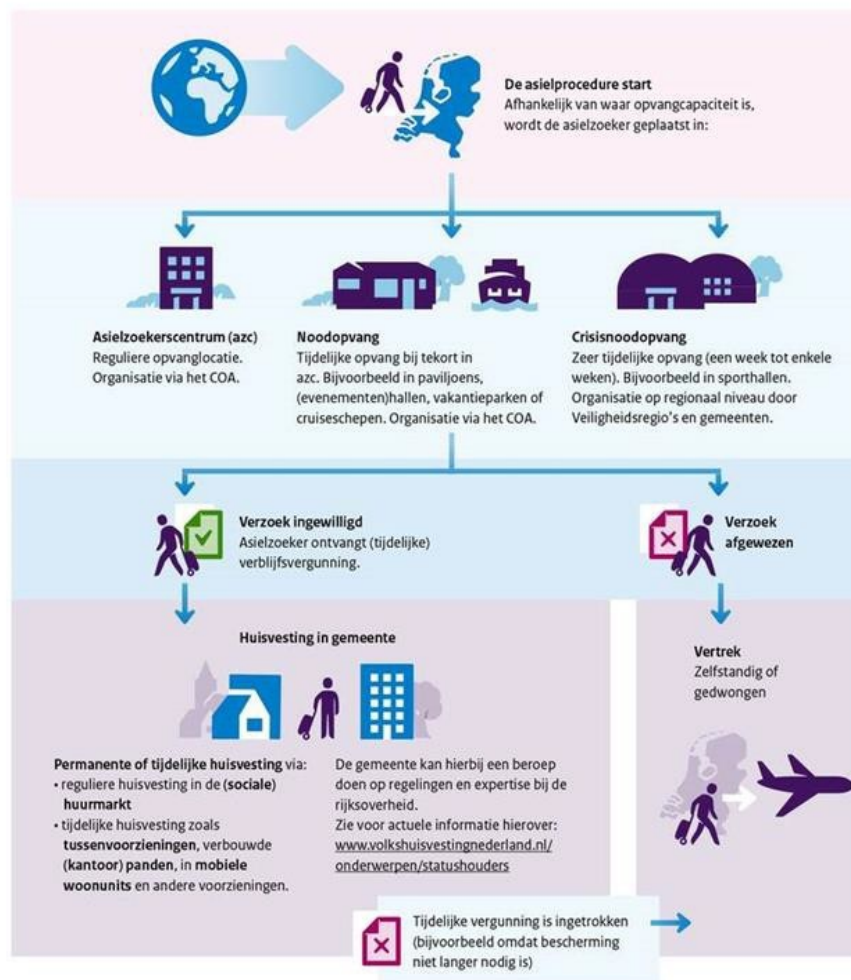 De asielprocedure start
Afhankelijk van waar opvangcapaciteit is,
wordt de asielzoeker geplaatst in:
Asielzoekerscentrum (azc)
Reguliere opvanglocatie.
Organisatie via het COA.
Noodopvang
Tijdelijke opvang bij tekort in
azc. Bijvoorbeeld in paviljoens,
(evenementen)hallen, vakantieparken of
cruiseschepen. Organisatie via het COA.
Crisisnoodopvang
Zeer tijdelijke opvang (een week tot enkele
weken). Bijvoorbeeld in sporthallen.
Organisatie op regionaal niveau door
Veiligheidsregio's en gemeenten.
Verzoek ingewilligd
Asielzoeker ontvangt (tijdelijke)
verblijfsvergunning.
Verzoek
afgewezen
Huisvesting in gemeente
Permanente of tijdelijke huisvesting via:
• reguliere huisvesting in de (sociale)
huurmarkt
• tijdelijke huisvesting zoals
tussenvoorzieningen, verbouwde
(kantoor) panden, in mobiele
woonunits en andere voorzieningen.
De gemeente kan hierbij een beroep
doen op regelingen en expertise bij de
rijksoverheid.
Zie voor actuele informatie hierover:
www.volkshuisvestingnederland.nl/
onderwerpen/statushouders
Vertrek
Zelfstandig of
gedwongen
Tijdelijke vergunning is ingetrokken
(bijvoorbeeld omdat bescherming
niet langer nodig is)